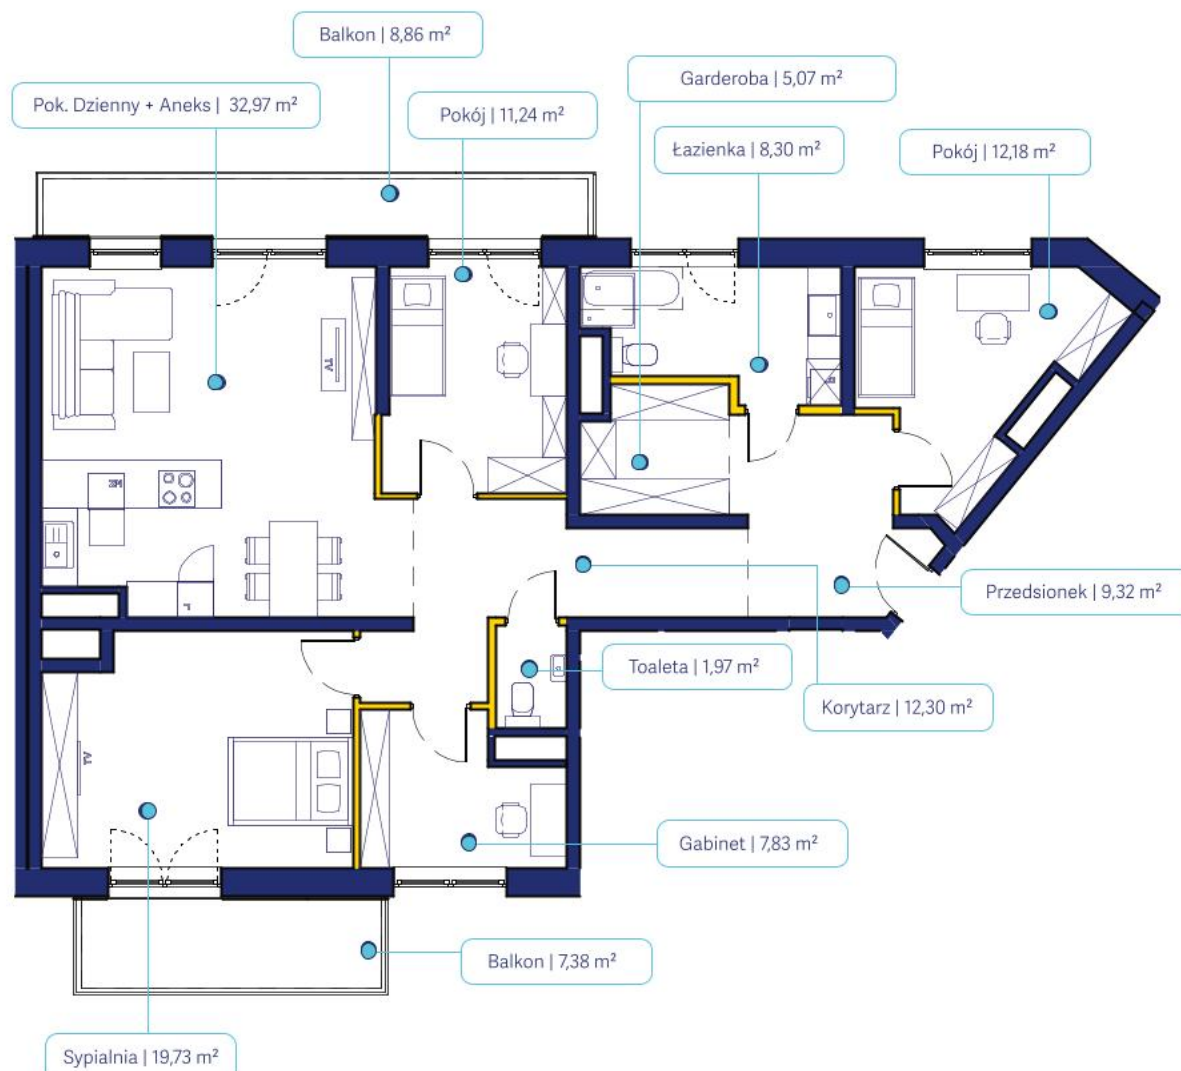 Balkon | 8,86 m²
Garderoba | 5,07 m²
Pok. Dzienny + Aneks | 32,97 m²
Pokój | 11,24 m²
Łazienka | 8,30 m²
Pokój | 12,18 m²
TV
Przedsionek | 9,32 m²
Toaleta | 1,97 m²
Korytarz | 12,30 m²
TV
Gabinet | 7,83 m²
Balkon | 7,38 m²
Sypialnia | 19,73 m²